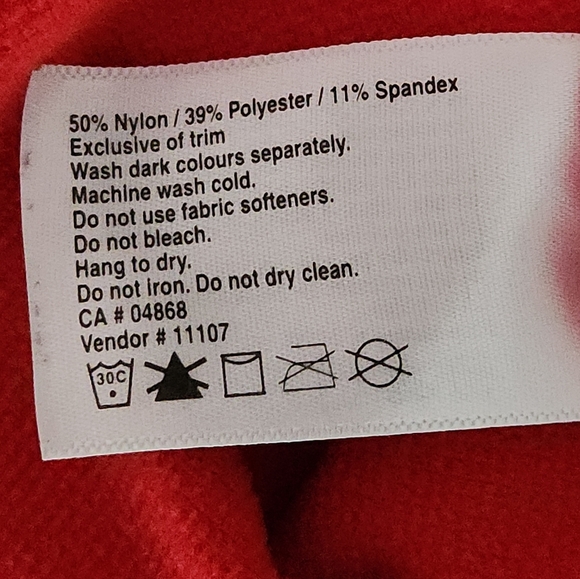 50% Nylon / 39% Polyester / 11% Spandex
Exclusive of trim
Wash dark colours separately.
Machine wash cold.
Do not use fabric softeners.
Do not bleach.
Hang to dry.
Do not iron. Do not dry clean.
CA # 04868
Vendor # 11107
30C